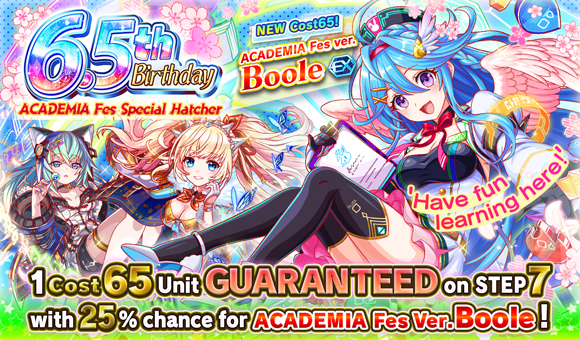 6.5th
Birthday
ACADEMIA Fes Special Hatcher
NEW Cost65!
ACADEMIA Fes ver.
Boole EX
'Have fun
learning here!'
1 Cost 65 Unit GUARANTEED on STEP 7
with 25% chance for ACADEMIA Fes Ver. Boole!